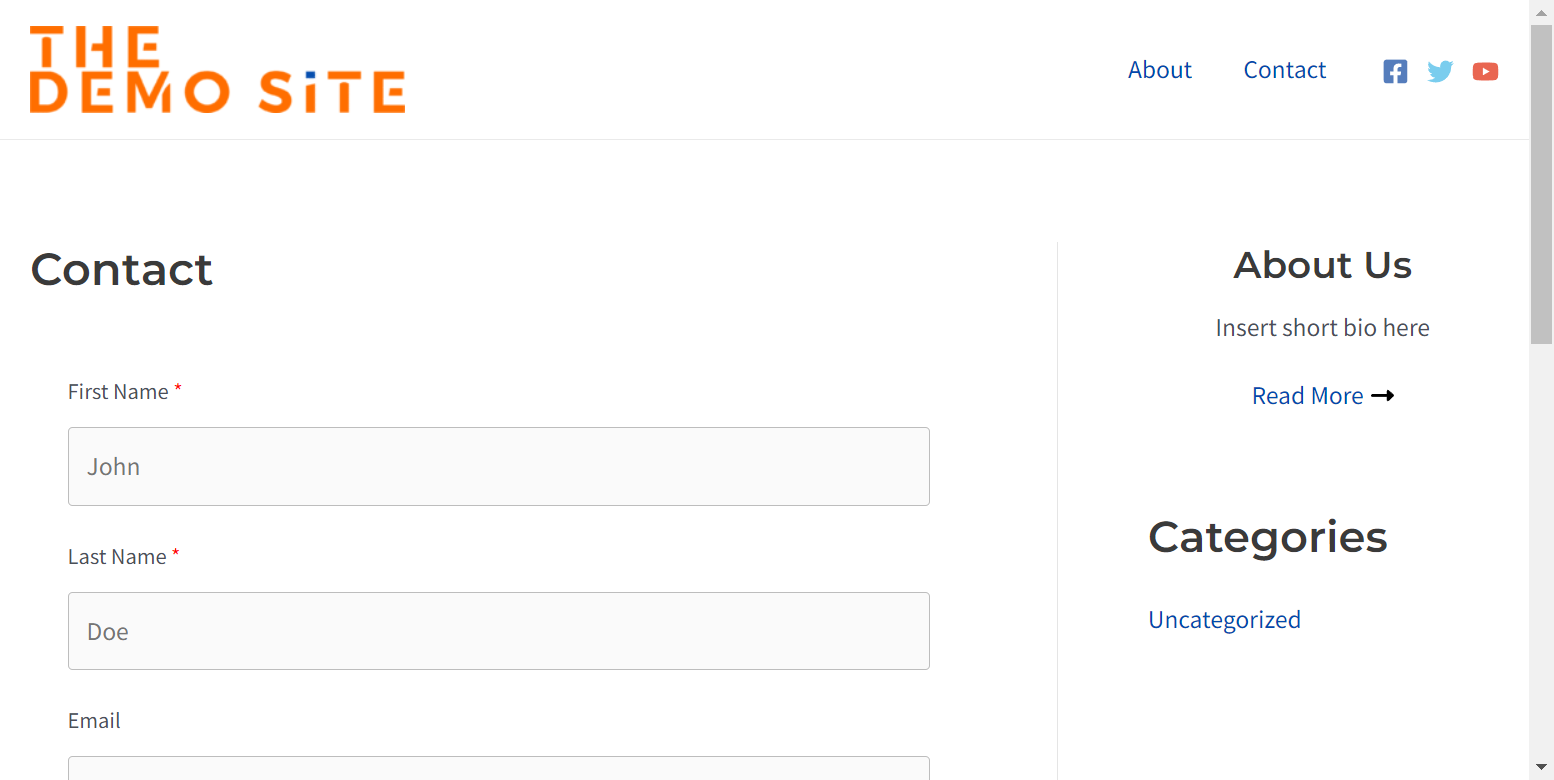 THE
DEMO SiTE
About
Contact
Contact
First Name *
John
Last Name *
Doe
Email
About Us
Insert short bio here
Read More
Categories
Uncategorized